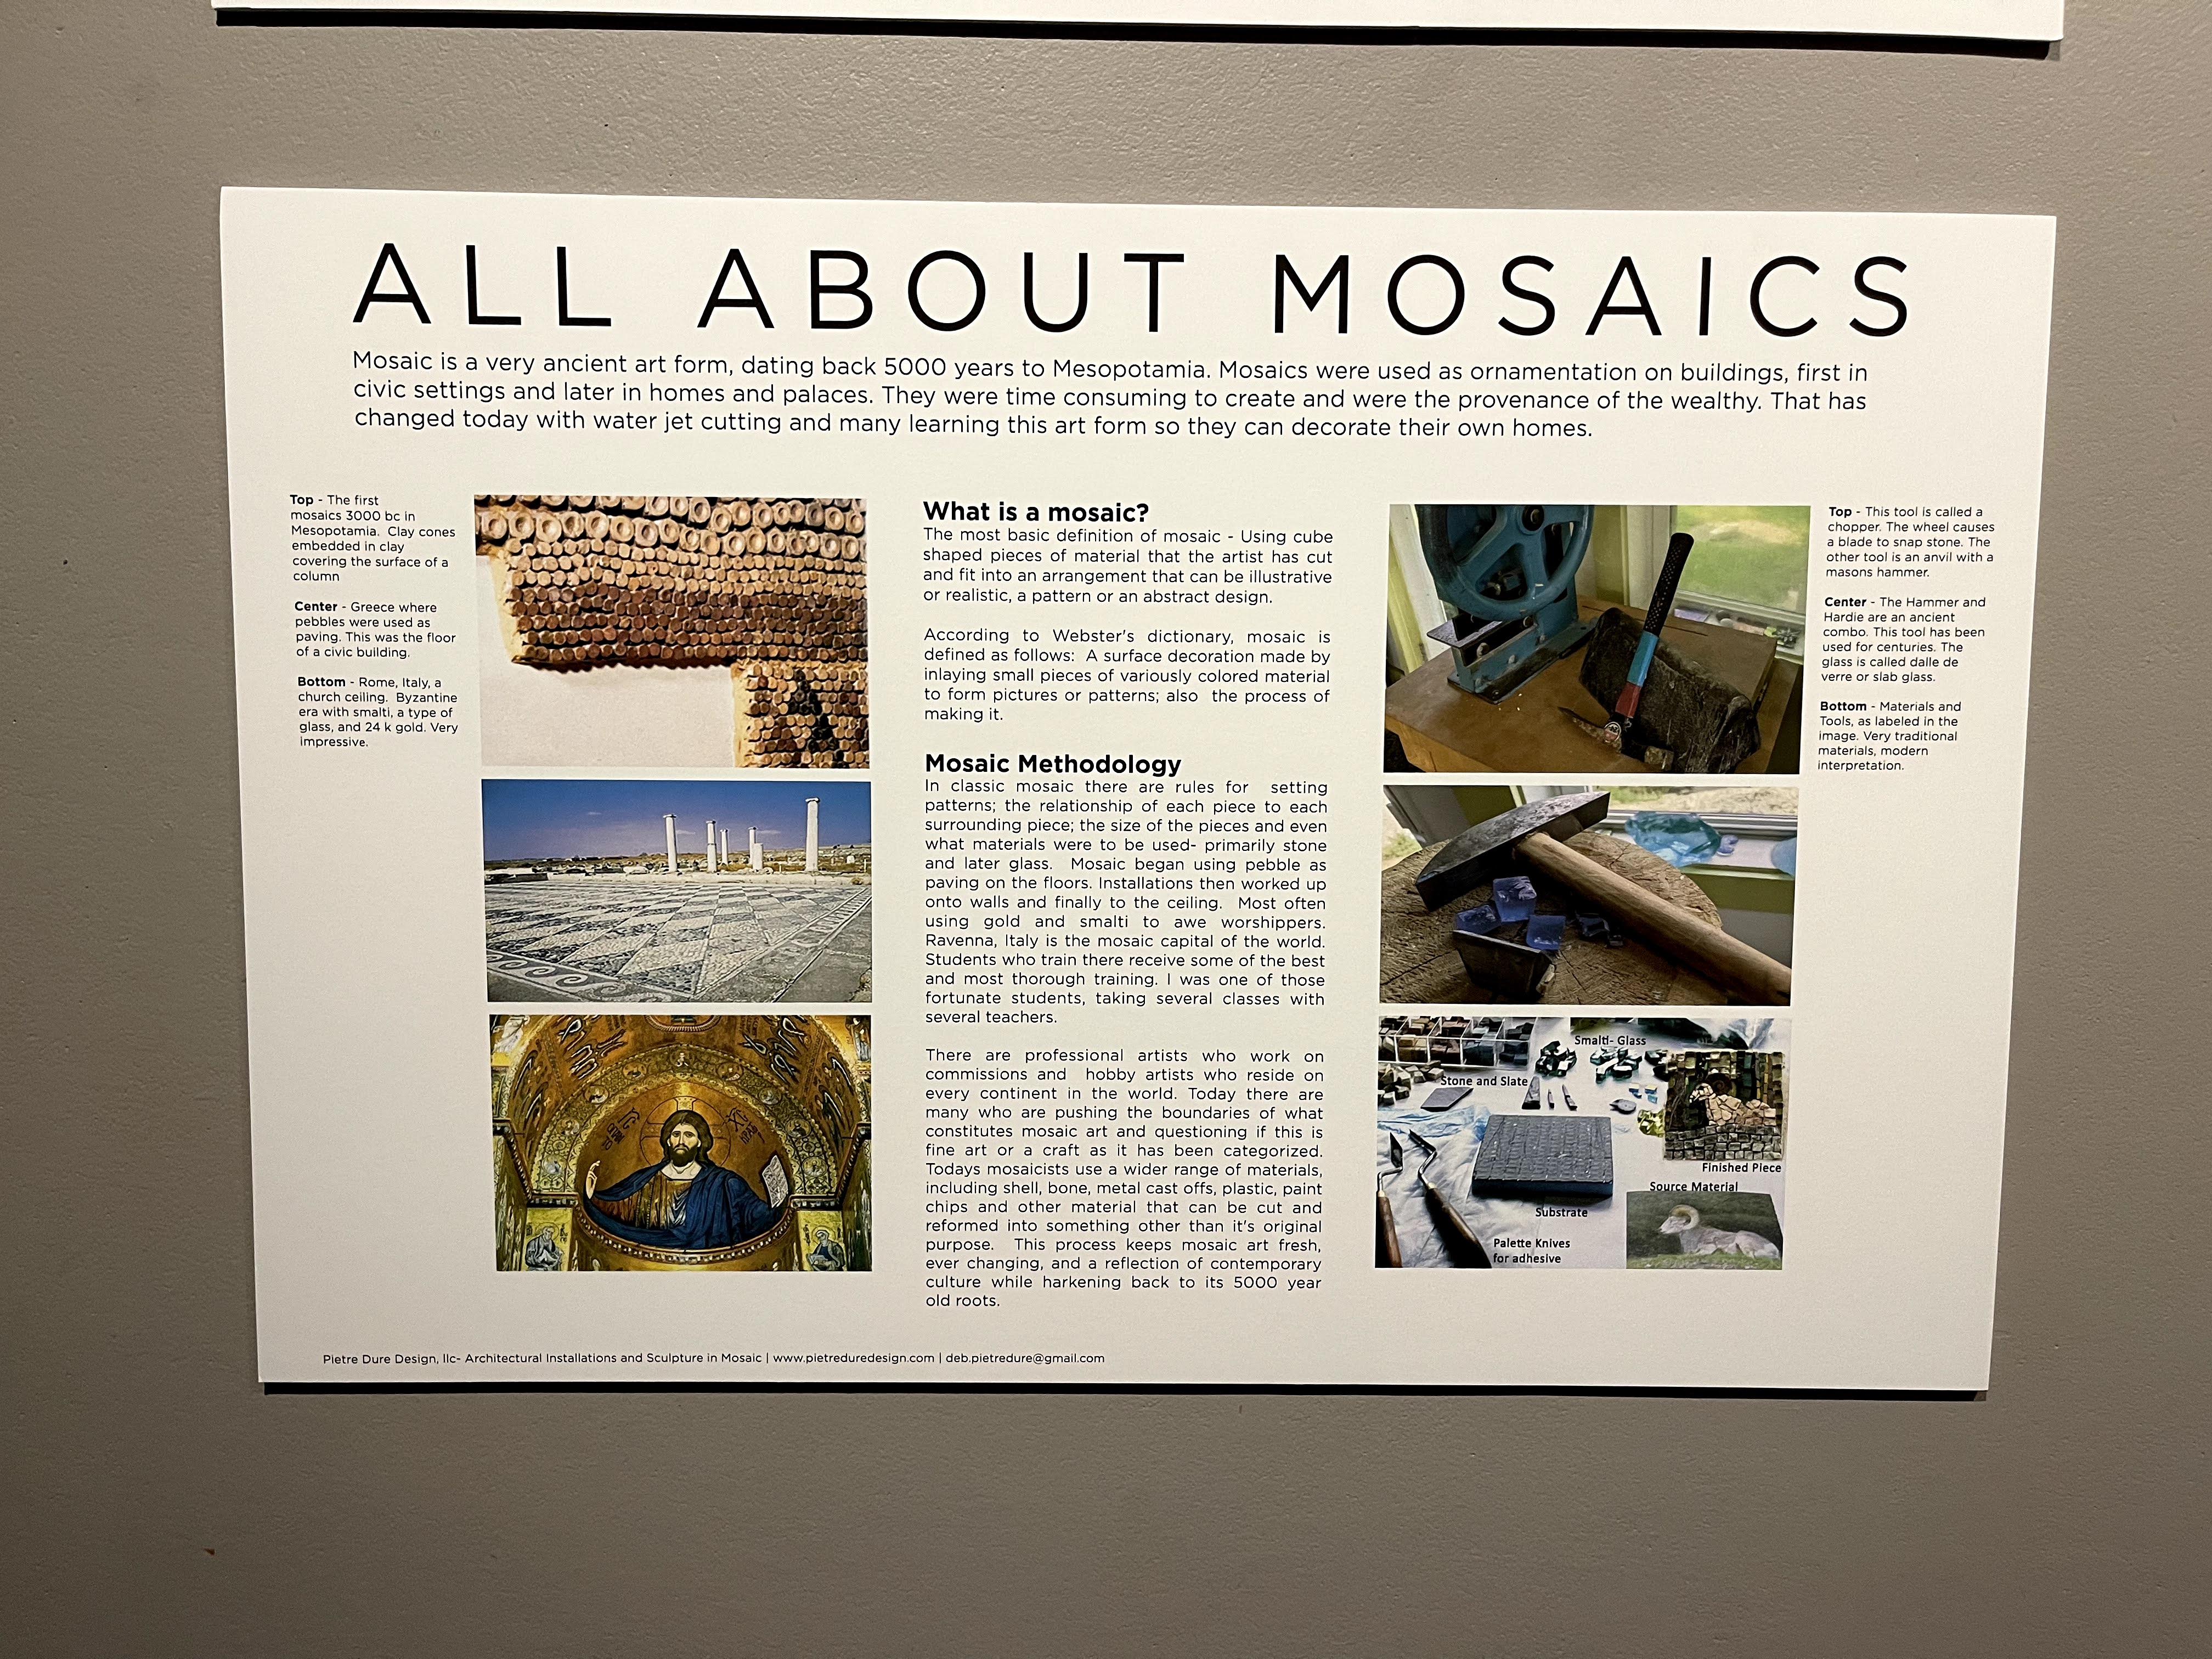 ALL ABOUT MOSAICS
Mosaic is a very ancient art form, dating back 5000 years to Mesopotamia. Mosaics were used as ornamentation on buildings, first in
civic settings and later in homes and palaces. They were time consuming to create and were the provenance of the wealthy. That has
changed today with water jet cutting and many learning this art form so they can decorate their own homes.
Top - The first
mosaics 3000 bc in
Mesopotamia. Clay cones
embedded in clay
covering the surface of a
column
Center - Greece where
pebbles were used as
paving. This was the floor
of a civic building.
Bottom - Rome, Italy, a
church ceiling. Byzantine
era with smalti, a type of
glass, and 24 k gold. Very
impressive.
What is a mosaic?
The most basic definition of mosaic - Using cube
shaped pieces of material that the artist has cut
and fit into an arrangement that can be illustrative
or realistic, a pattern or an abstract design.
According to Webster's dictionary, mosaic is
defined as follows: A surface decoration made by
inlaying small pieces of variously colored material
to form pictures or patterns; also the process of
making it.
Mosaic Methodology
In classic mosaic there are rules for setting
patterns; the relationship of each piece to each
surrounding piece; the size of the pieces and even
what materials were to be used- primarily stone
and later glass. Mosaic began using pebble as
paving on the floors. Installations then worked up
onto walls and finally to the ceiling. Most often
using gold and smalti to awe worshippers.
Ravenna, Italy is the mosaic capital of the world.
Students who train there receive some of the best
and most thorough training. I was one of those
fortunate students, taking several classes with
several teachers.
There are professional artists who work on
commissions and hobby artists who reside on
every continent in the world. Today there are
many who are pushing the boundaries of what
constitutes mosaic art and questioning if this is
fine art or a craft as it has been categorized.
Todays mosaicists use a wider range of materials,
including shell, bone, metal cast offs, plastic, paint
chips and other material that can be cut and
reformed into something other than it's original
purpose. This process keeps mosaic art fresh,
ever changing, and a reflection of contemporary
culture while harkening back to its 5000 year
old roots.
Top - This tool is called a
chopper. The wheel causes
a blade to snap stone. The
other tool is an anvil with a
masons hammer.
Center - The Hammer and
Hardie are an ancient
combo. This tool has been
used for centuries. The
glass is called dalle de
verre or slab glass.
Bottom - Materials and
Tools, as labeled in the
image. Very traditional
materials, modern
interpretation.
Smalti- Glass
Stone and Slate
Finished Piece
Source Material
Substrate
Palette Knives
for adhesive
Pietre Dure Design, llc- Architectural Installations and Sculpture in Mosaic | www.pietreduredesign.com | deb.pietredure@gmail.com